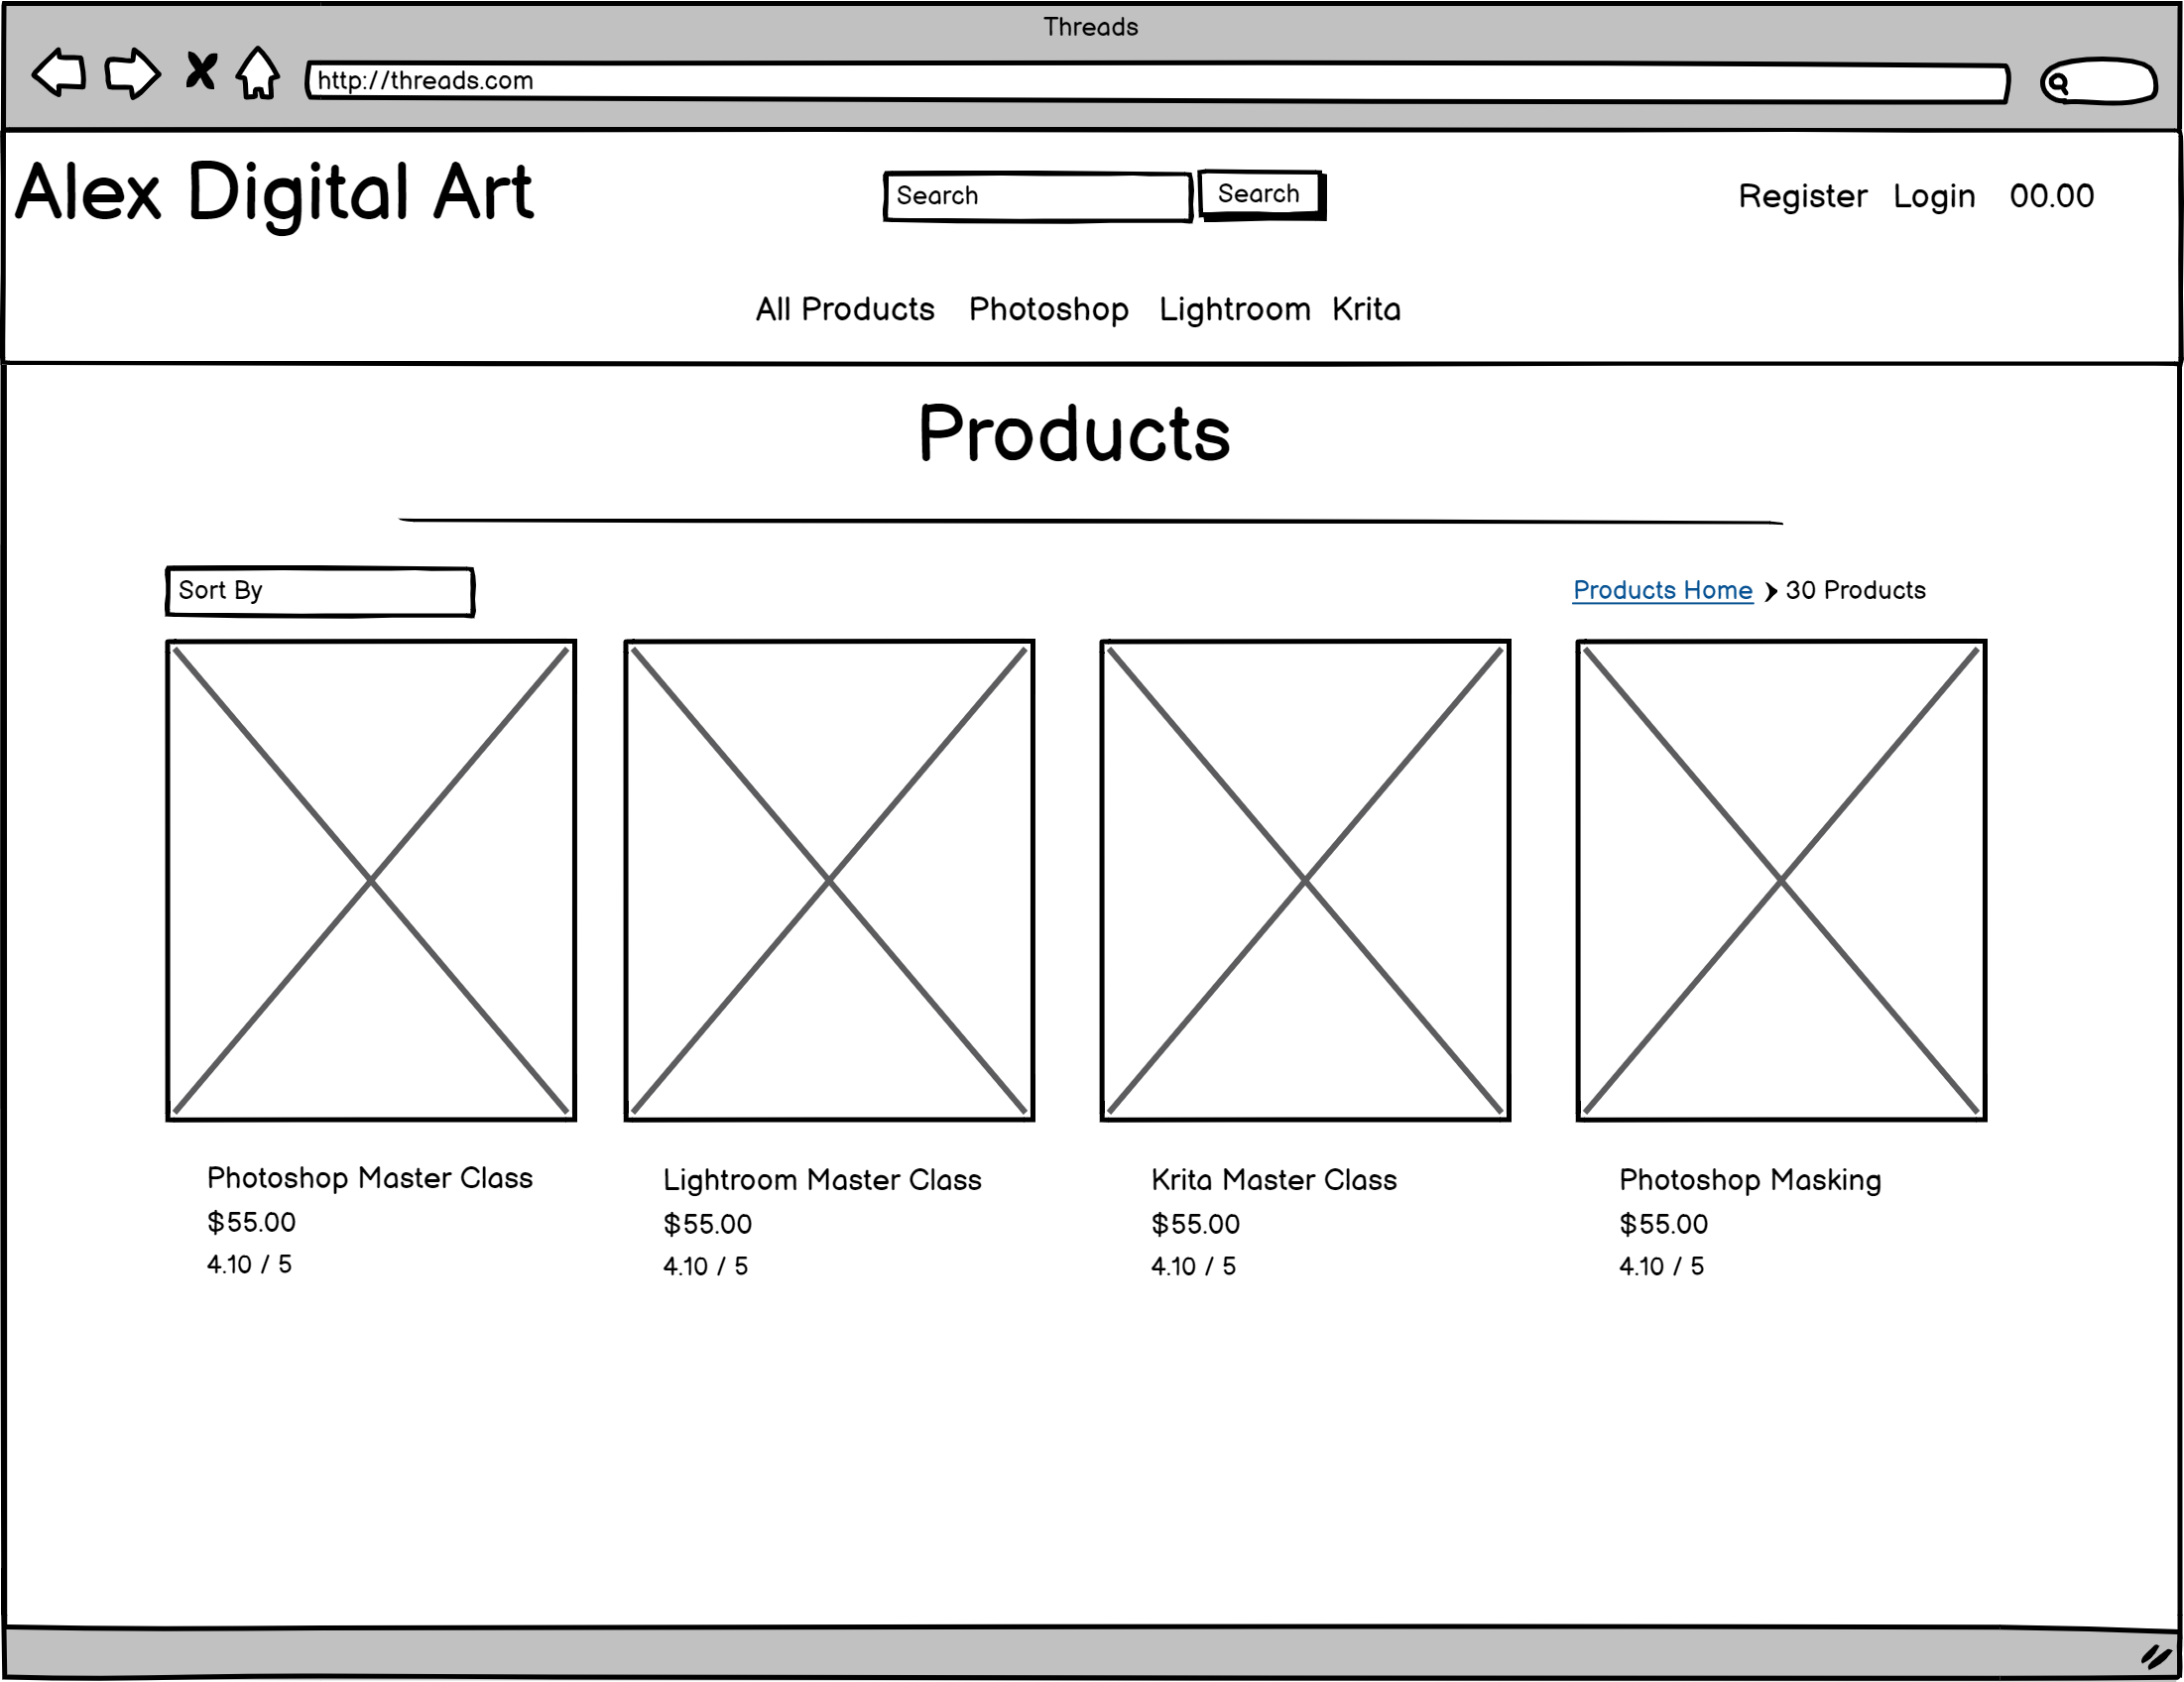 Threads
http://threads.com
Alex Digital Art
Search
Search
Register Login 00.00
All Products Photoshop Lightroom Krita
Products
Sort By
Products Home 30 Products
Photoshop Master Class
$55.00
4.10 / 5
Lightroom Master Class
$55.00
4.10 / 5
Krita Master Class
$55.00
4.10 / 5
Photoshop Masking
$55.00
4.10 / 5